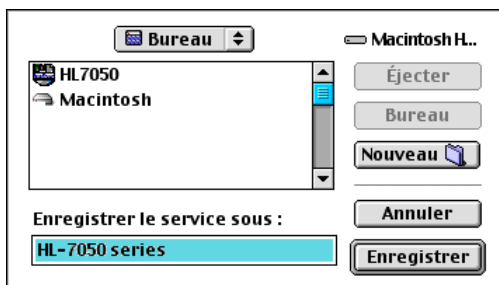 Bureau
Macintosh H...
HL7050
Macintosh
Éjecter
Bureau
Nouveau
Enregistrer le service sous :
HL-7050 series
Annuler
Enregistrer